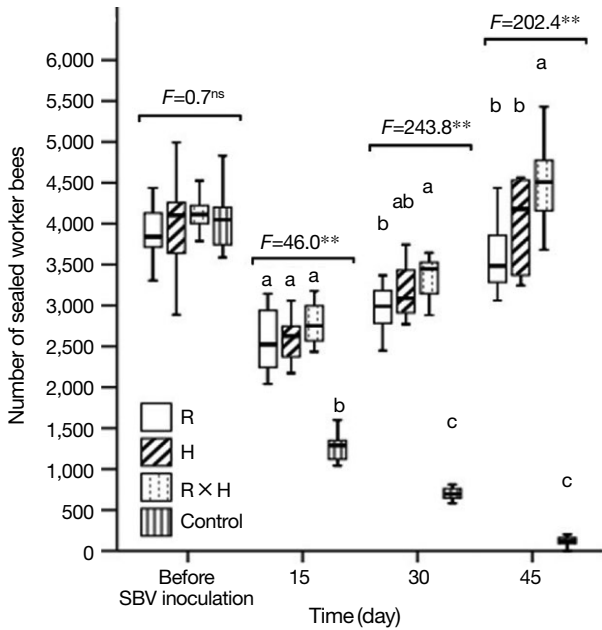 F=202.4**
6,000
a
5,500
F=0.7ns
b b
5,000
F=243.8**
4,500
a
ab
4,000
b
F=46.0**
3,500
a a a
3,000
2,500
2,000
R
b
1,500
H
c
1,000
R×H
c
500
Control
0
Before
SBV inoculation
15
30
45
Time (day)
Number of sealed worker bees